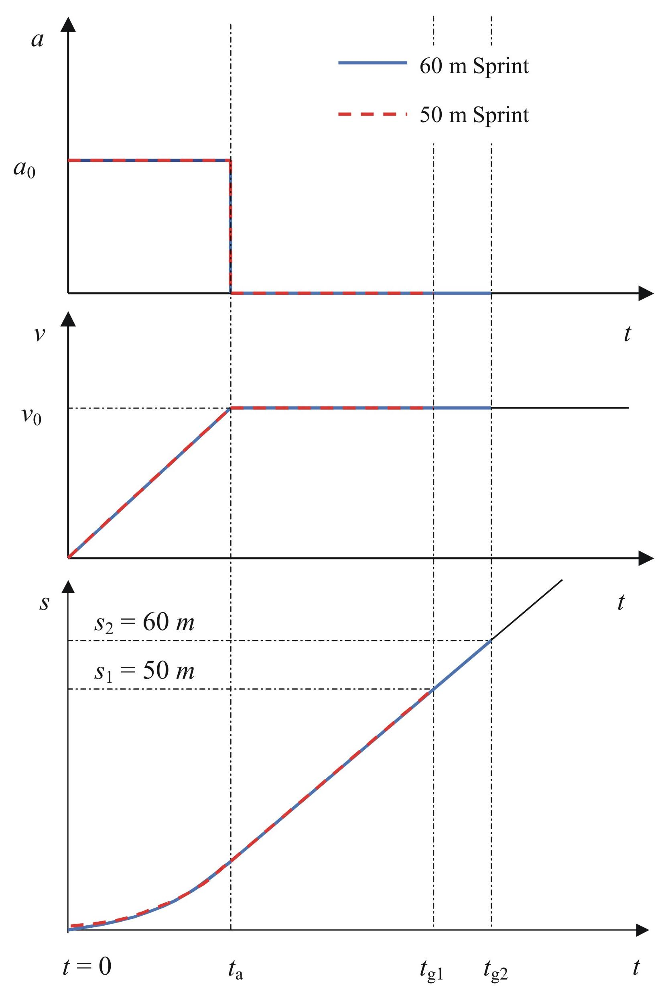 a
60 m Sprint
50 m Sprint
a0
t
v
v0
t
s
s2 = 60 m
s1 = 50 m
t = 0
ta
tg1
tg2
t